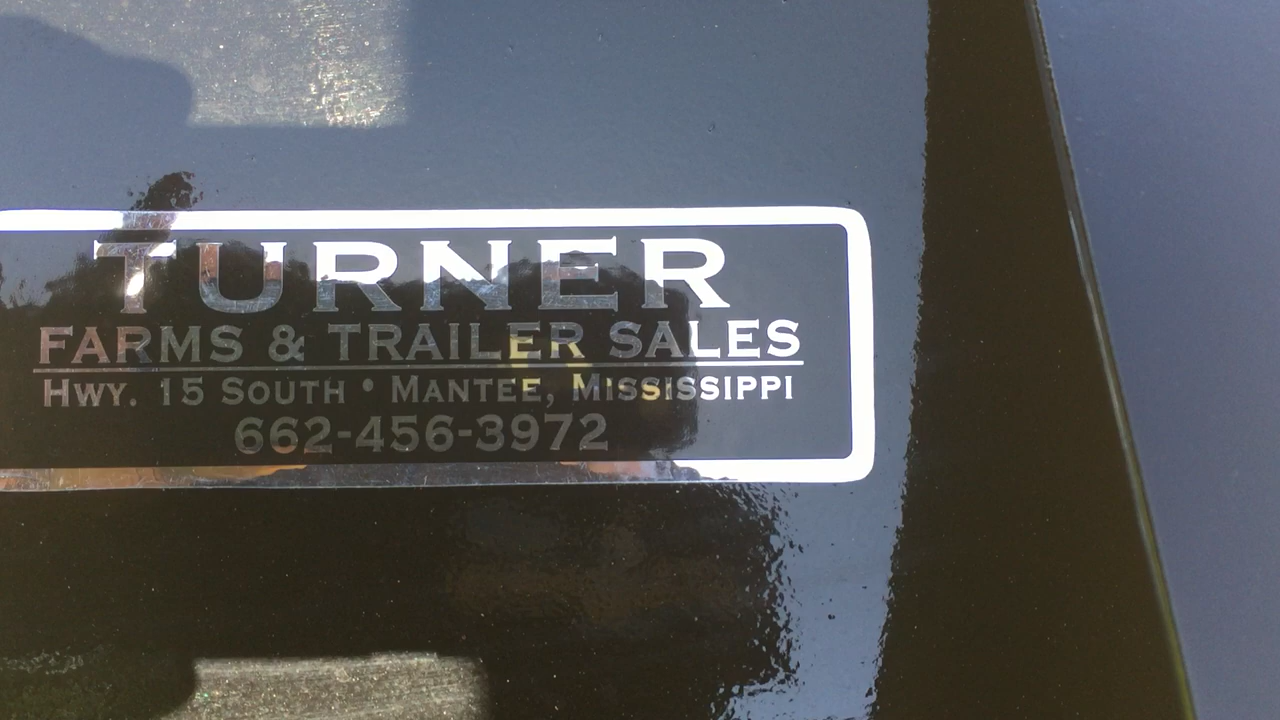 TURNER
FARMS & TRAILER SALES
HWY. 15 SOUTH • MANTEE, MISSISSIPPI
662-456-3972